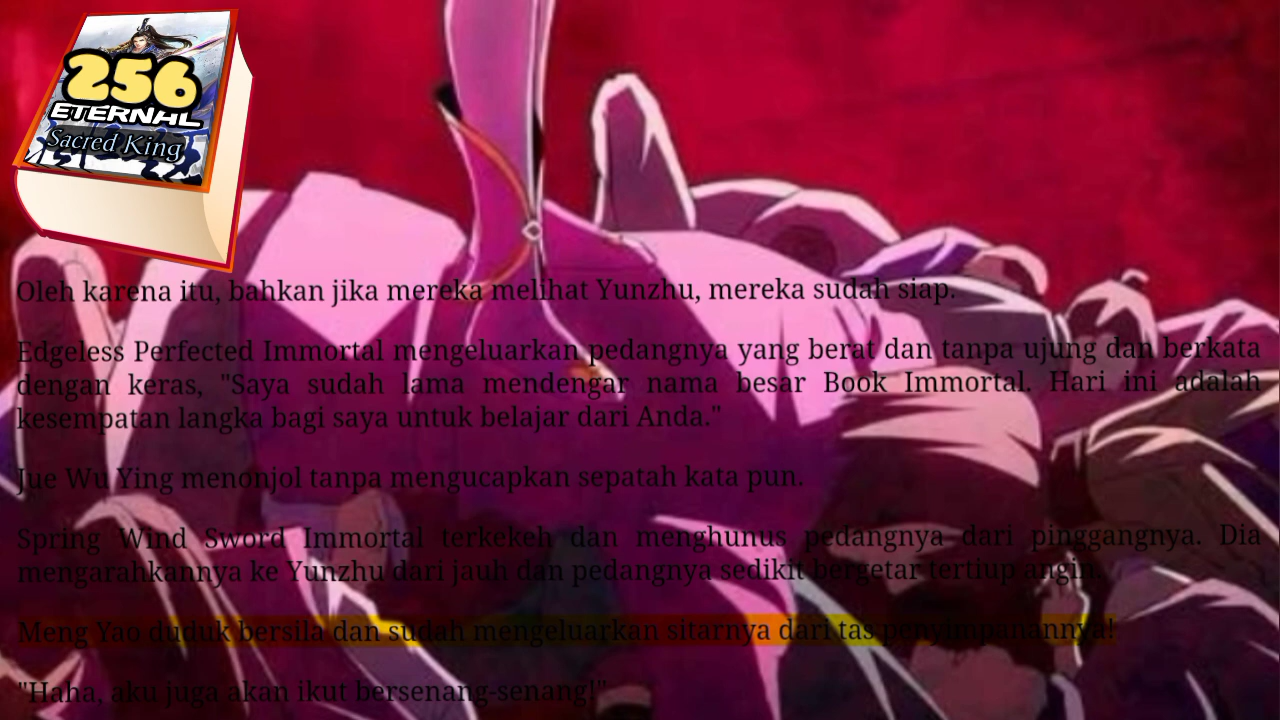 256
ETERNAL
Sacred King
Oleh karena itu, bahkan jika mereka melihat Yunzhu, mereka sudah siap.
Edgeless Perfected Immortal mengeluarkan pedangnya yang berat dan tanpa ujung dan berkata
dengan keras, "Saya sudah lama mendengar nama besar Book Immortal. Hari ini adalah
kesempatan langka bagi saya untuk belajar dari Anda."
Jue Wu Ying menonjol tanpa mengucapkan sepatah kata pun.
Spring Wind Sword Immortal terkekeh dan menghunus pedangnya dari pinggangnya. Dia
mengarahkannya ke Yunzhu dari jauh dan pedangnya sedikit bergetar tertiup angin.
Meng Yao duduk bersila dan sudah mengeluarkan sitarnya dari tas penyimpanannya!
"Haha, aku juga akan ikut bersenang-senang!"